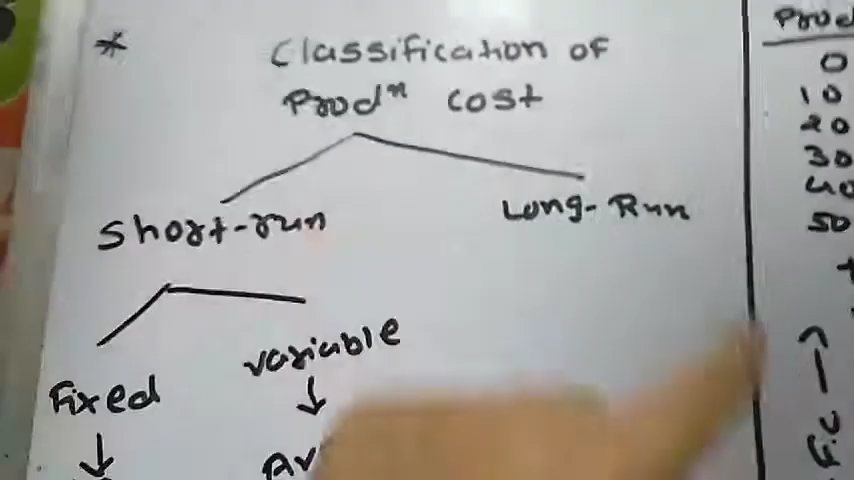 * Classification of
Prodⁿ cost
Short-run
Long-Run
Fixed
variable
Prod
0
10
20
30
40
50